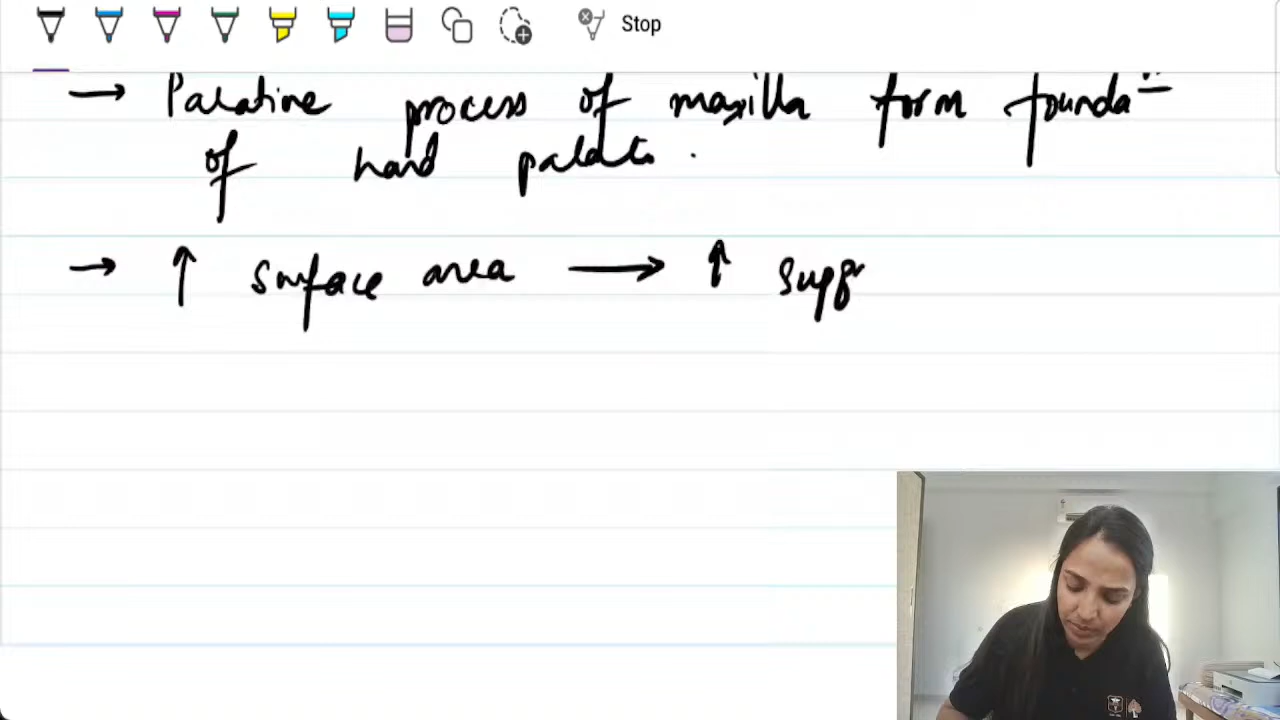 Stop
→ Palatine process of maxilla form founda^n
of hard palate.
→ ↑ surface area → ↑ supp